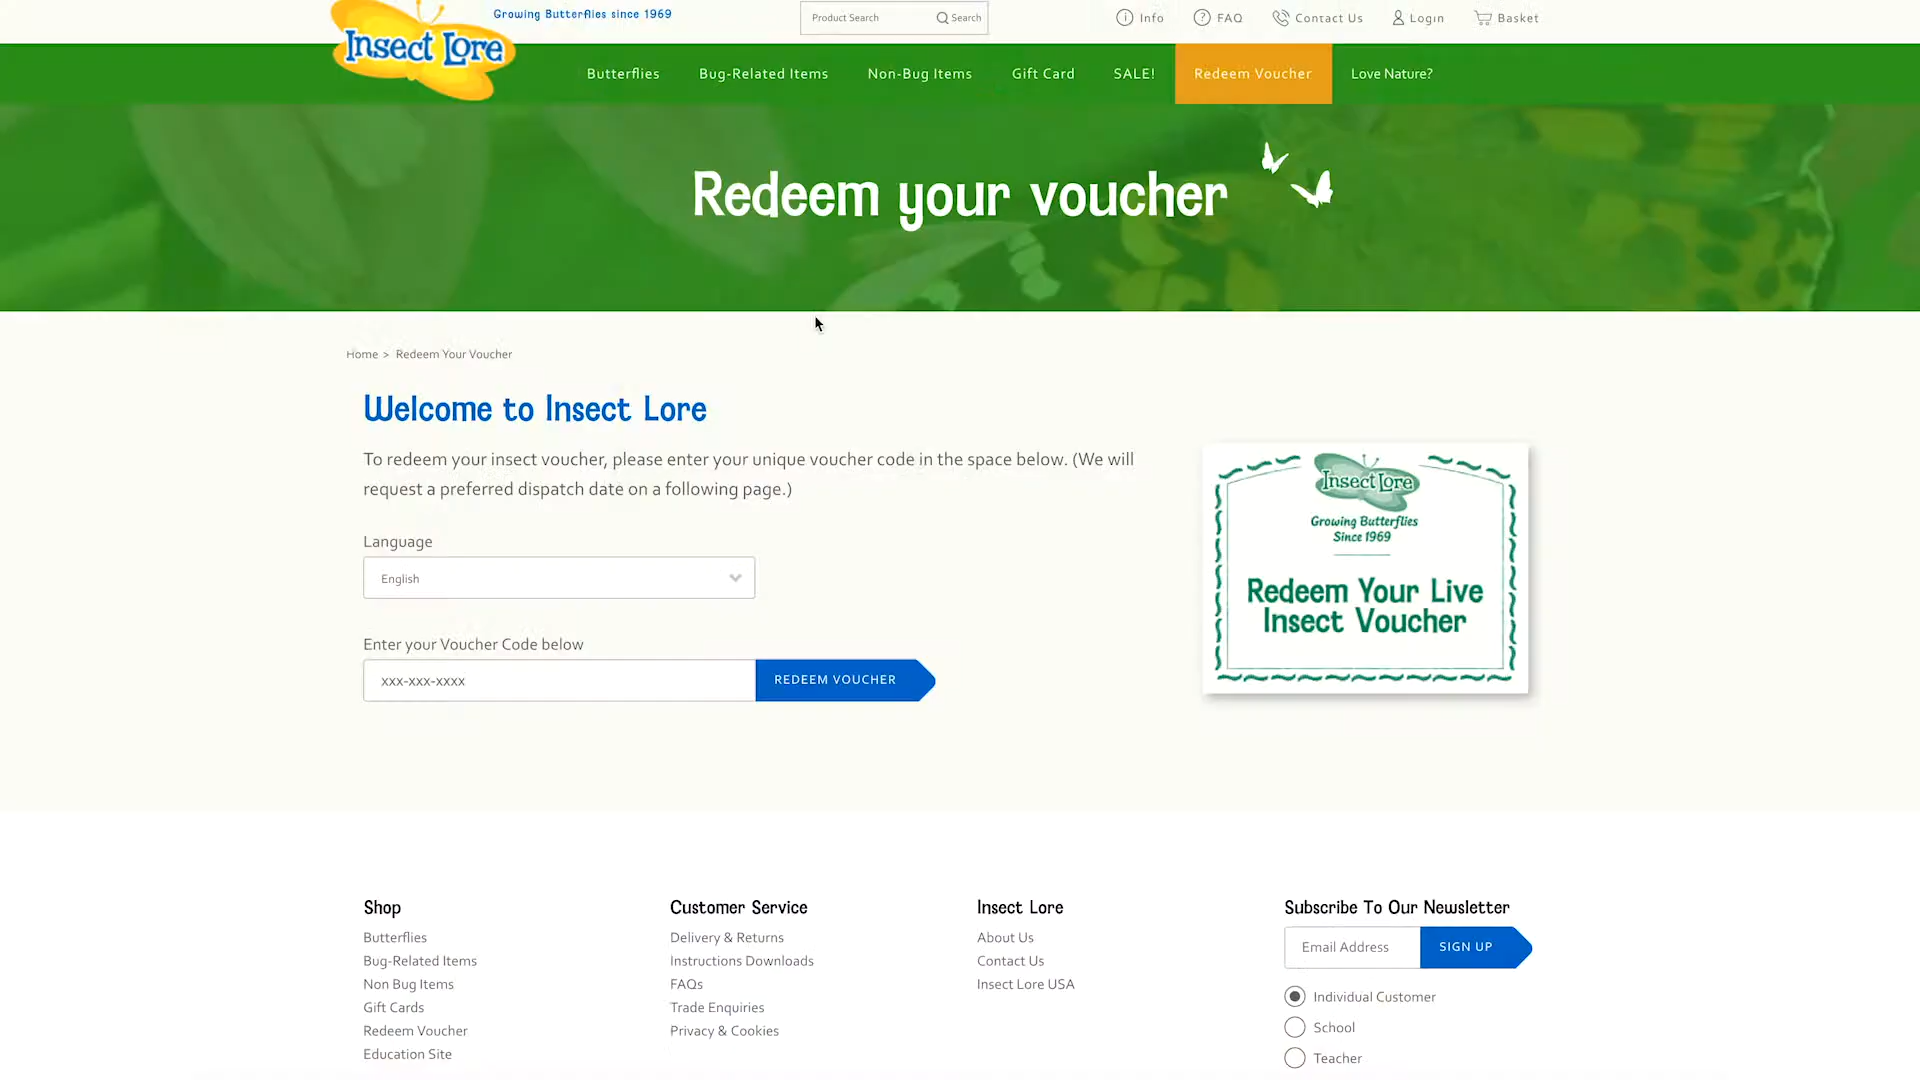 Growing Butterflies since 1969
Product Search
Search
Info
FAQ
Contact Us
Login
Basket
Insect Lore
Butterflies
Bug-Related Items
Non-Bug Items
Gift Card
SALE!
Redeem Voucher
Love Nature?
Redeem your voucher
Home > Redeem Your Voucher
Welcome to Insect Lore
To redeem your insect voucher, please enter your unique voucher code in the space below. (We will
request a preferred dispatch date on a following page.)
Language
English
Enter your Voucher Code below
xxx-xxx-xxxx
REDEEM VOUCHER
Insect Lore
Growing Butterflies
Since 1969
Redeem Your Live
Insect Voucher
Shop
Butterflies
Bug-Related Items
Non Bug Items
Gift Cards
Redeem Voucher
Education Site
Customer Service
Delivery & Returns
Instructions Downloads
FAQs
Trade Enquiries
Privacy & Cookies
Insect Lore
About Us
Contact Us
Insect Lore USA
Subscribe To Our Newsletter
Email Address
SIGN UP
Individual Customer
School
Teacher